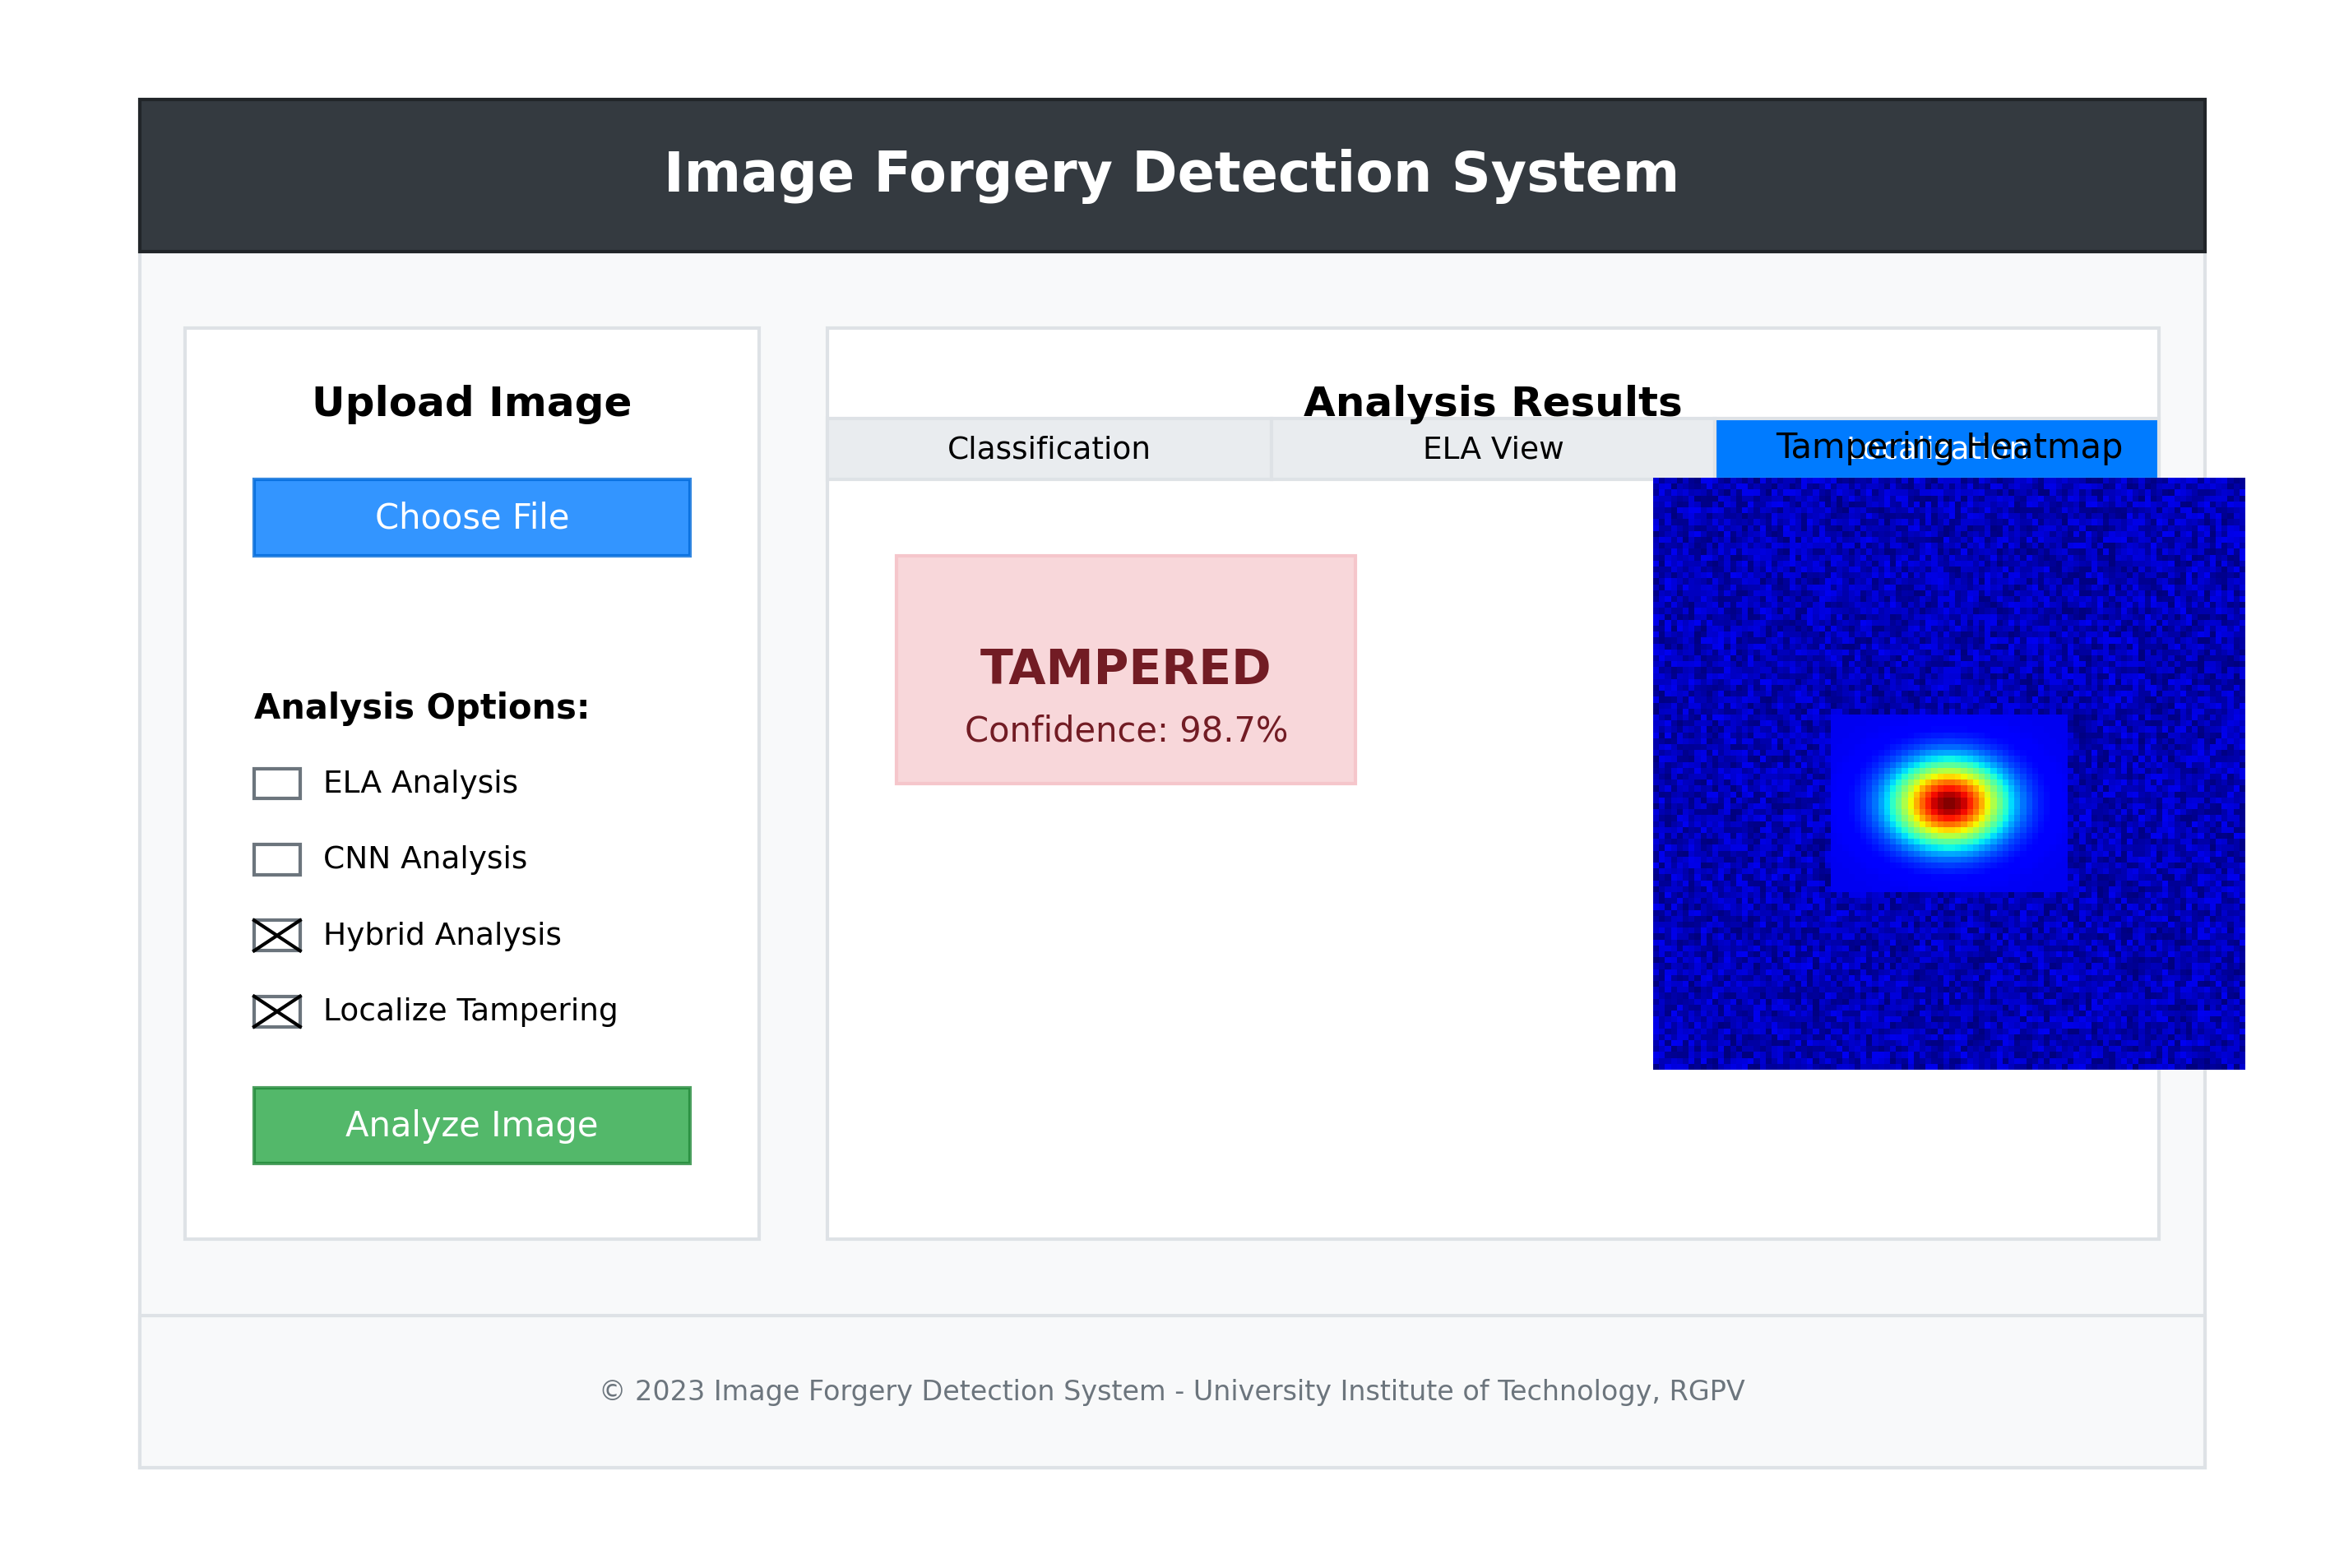 Image Forgery Detection System
Upload Image
Choose File
Analysis Options:
ELA Analysis
CNN Analysis
Hybrid Analysis
Localize Tampering
Analyze Image
Analysis Results
Classification
ELA View
Localization
Tampering Heatmap
TAMPERED
Confidence: 98.7%
© 2023 Image Forgery Detection System - University Institute of Technology, RGPV